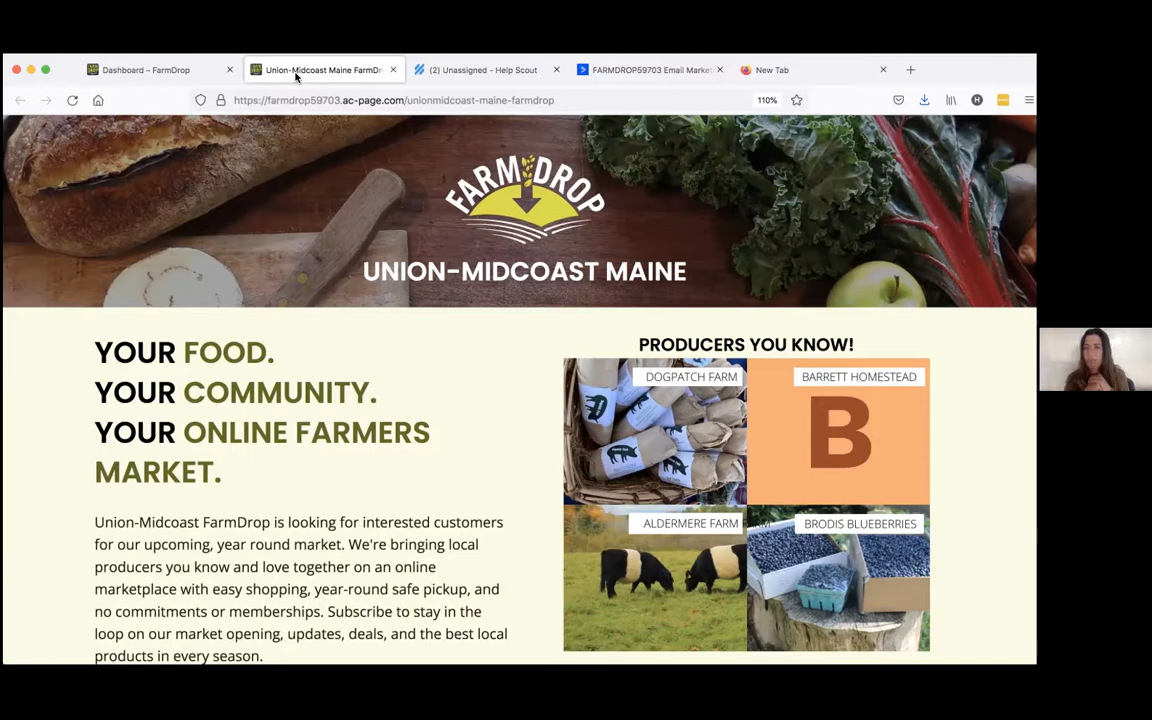 Dashboard – FarmDrop
Union-Midcoast Maine FarmDr
(2) Unassigned - Help Scout
FARMDROP59703 Email Market
New Tab
https://farmdrop59703.ac-page.com/unionmidcoast-maine-farmdrop
110%
H
FARM DROP
UNION-MIDCOAST MAINE
YOUR FOOD.
YOUR COMMUNITY.
YOUR ONLINE FARMERS
MARKET.
Union-Midcoast FarmDrop is looking for interested customers
for our upcoming, year round market. We're bringing local
producers you know and love together on an online
marketplace with easy shopping, year-round safe pickup, and
no commitments or memberships. Subscribe to stay in the
loop on our market opening, updates, deals, and the best local
products in every season.
PRODUCERS YOU KNOW!
DOGPATCH FARM
BARRETT HOMESTEAD
B
ALDERMERE FARM FARM
BRODIS BLUEBERRIES